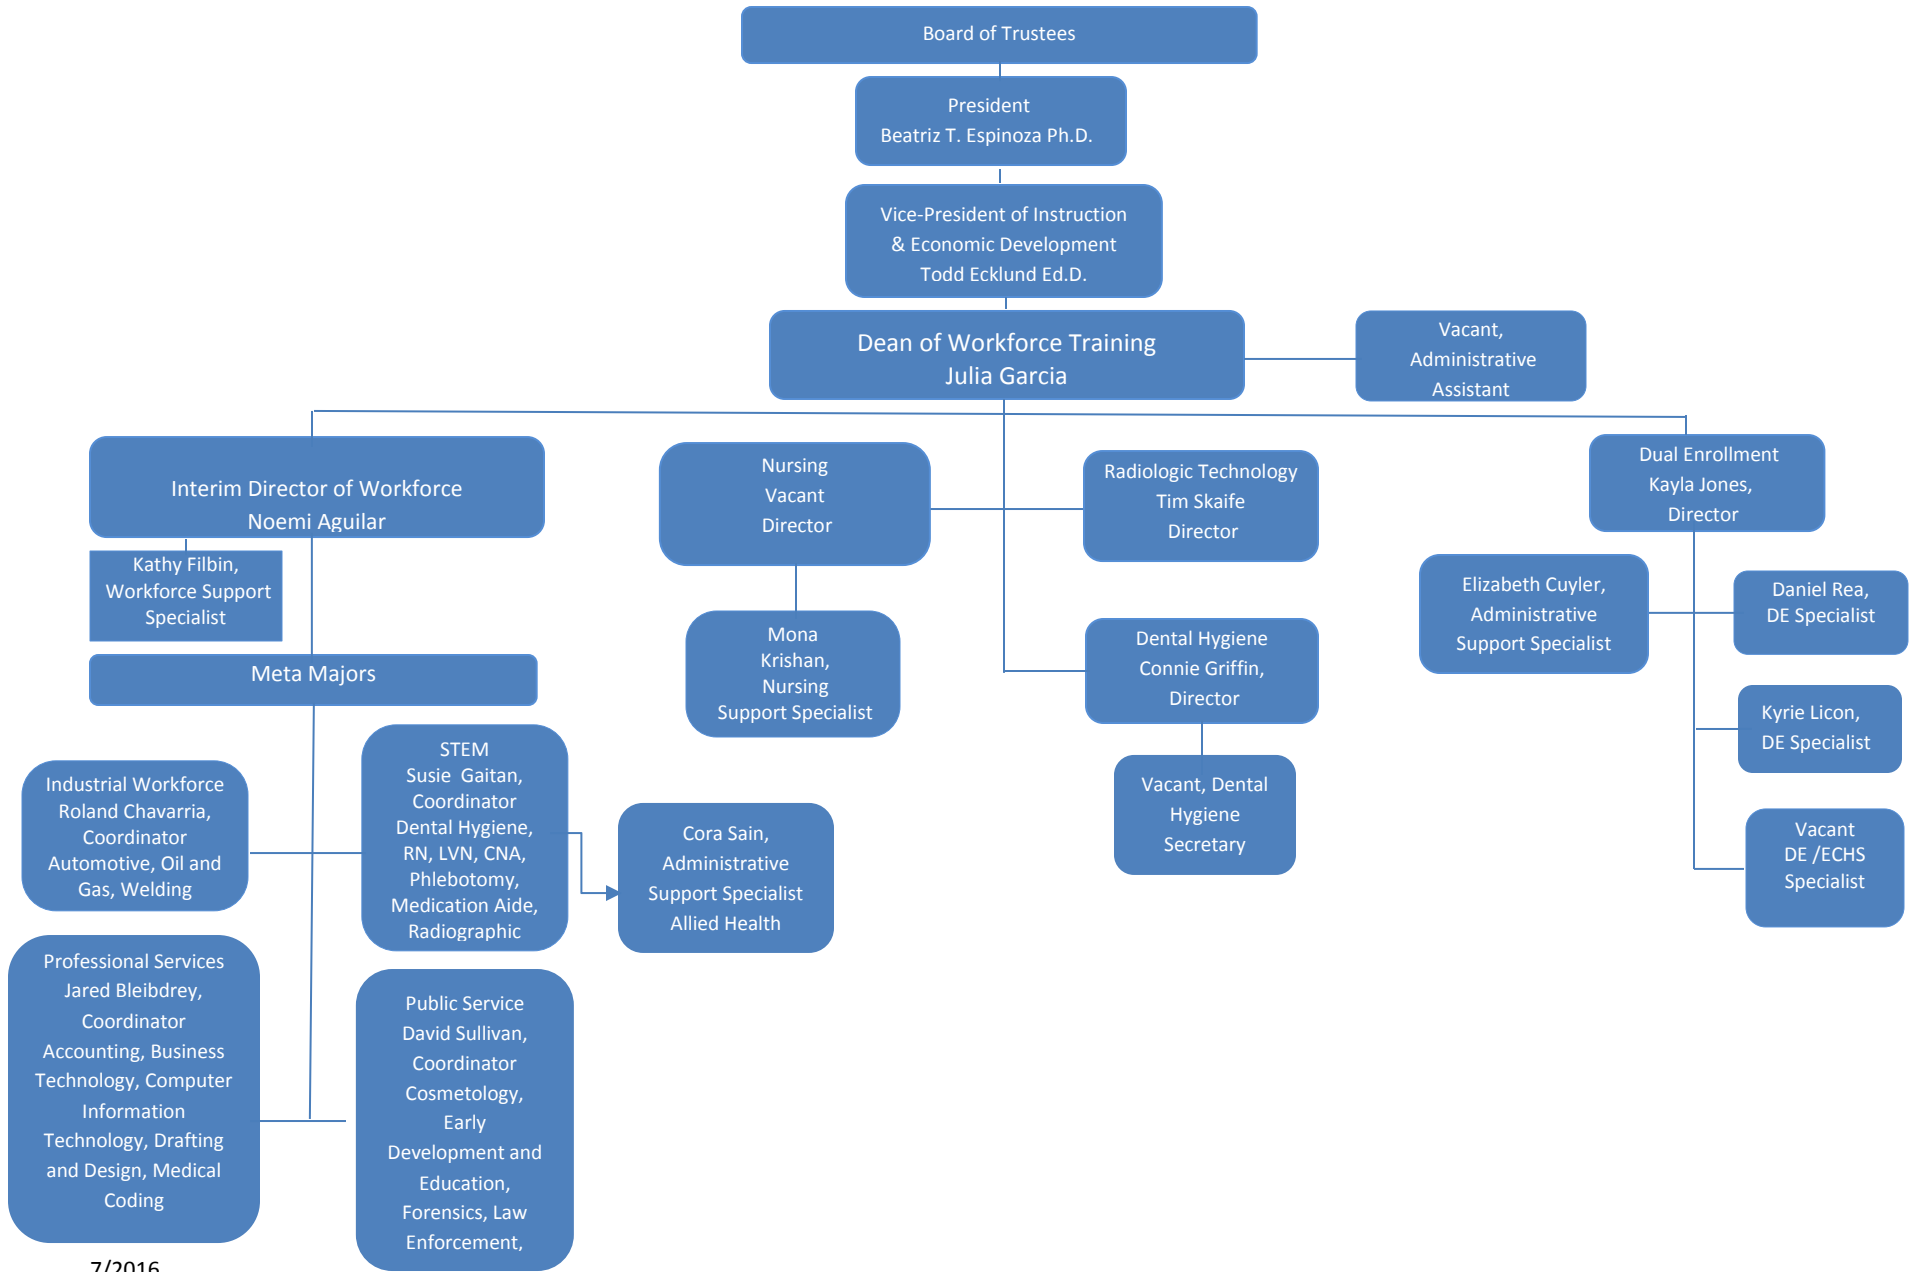 Board of Trustees
President
Beatriz T. Espinoza Ph.D.
Vice-President of Instruction
& Economic Development
Todd Ecklund Ed.D.
Dean of Workforce Training
Julia Garcia
Vacant,
Administrative
Assistant
Interim Director of Workforce
Noemi Aguilar
Kathy Filbin,
Workforce Support
Specialist
Meta Majors
Industrial Workforce
Roland Chavarria,
Coordinator
Automotive, Oil and
Gas, Welding
STEM
Susie  Gaitan,
Coordinator
Dental Hygiene,
RN, LVN, CNA,
Phlebotomy,
Medication Aide,
Radiographic
Cora Sain,
Administrative
Support Specialist
Allied Health
Professional Services
Jared Bleibdrey,
Coordinator
Accounting, Business
Technology, Computer
Information
Technology, Drafting
and Design, Medical
Coding
Public Service
David Sullivan,
Coordinator
Cosmetology,
Early
Development and
Education,
Forensics, Law
Enforcement,
Nursing
Vacant
Director
Mona
Krishan,
Nursing
Support Specialist
Radiologic Technology
Tim Skaife
Director
Dental Hygiene
Connie Griffin,
Director
Vacant, Dental
Hygiene
Secretary
Dual Enrollment
Kayla Jones,
Director
Elizabeth Cuyler,
Administrative
Support Specialist
Daniel Rea,
DE Specialist
Kyrie Licon,
DE Specialist
Vacant
DE /ECHS
Specialist
7/2016